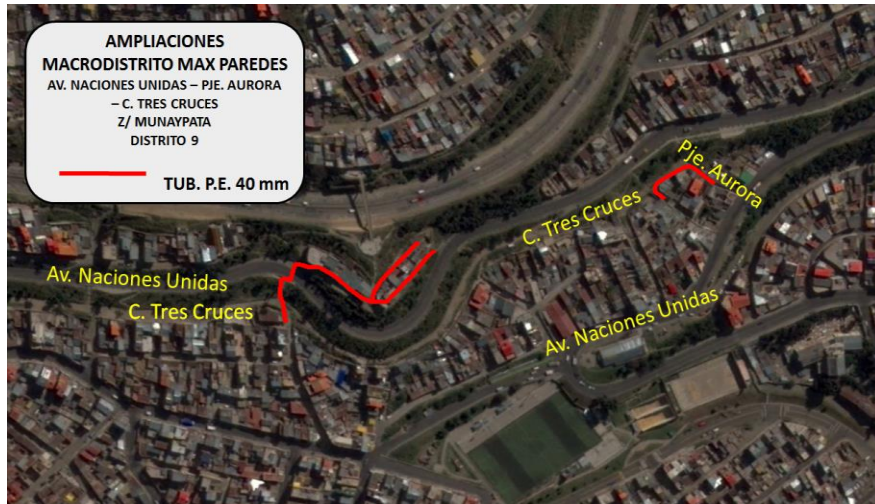 AMPLIACIONES
MACRODISTRITO MAX PAREDES
AV. NACIONES UNIDAS – PJE. AURORA
– C. TRES CRUCES
Z/ MUNAYPATA
DISTRITO 9
TUB. P.E. 40 mm
Pje. Aurora
C. Tres Cruces
Av. Naciones Unidas
C. Tres Cruces
Av. Naciones Unidas